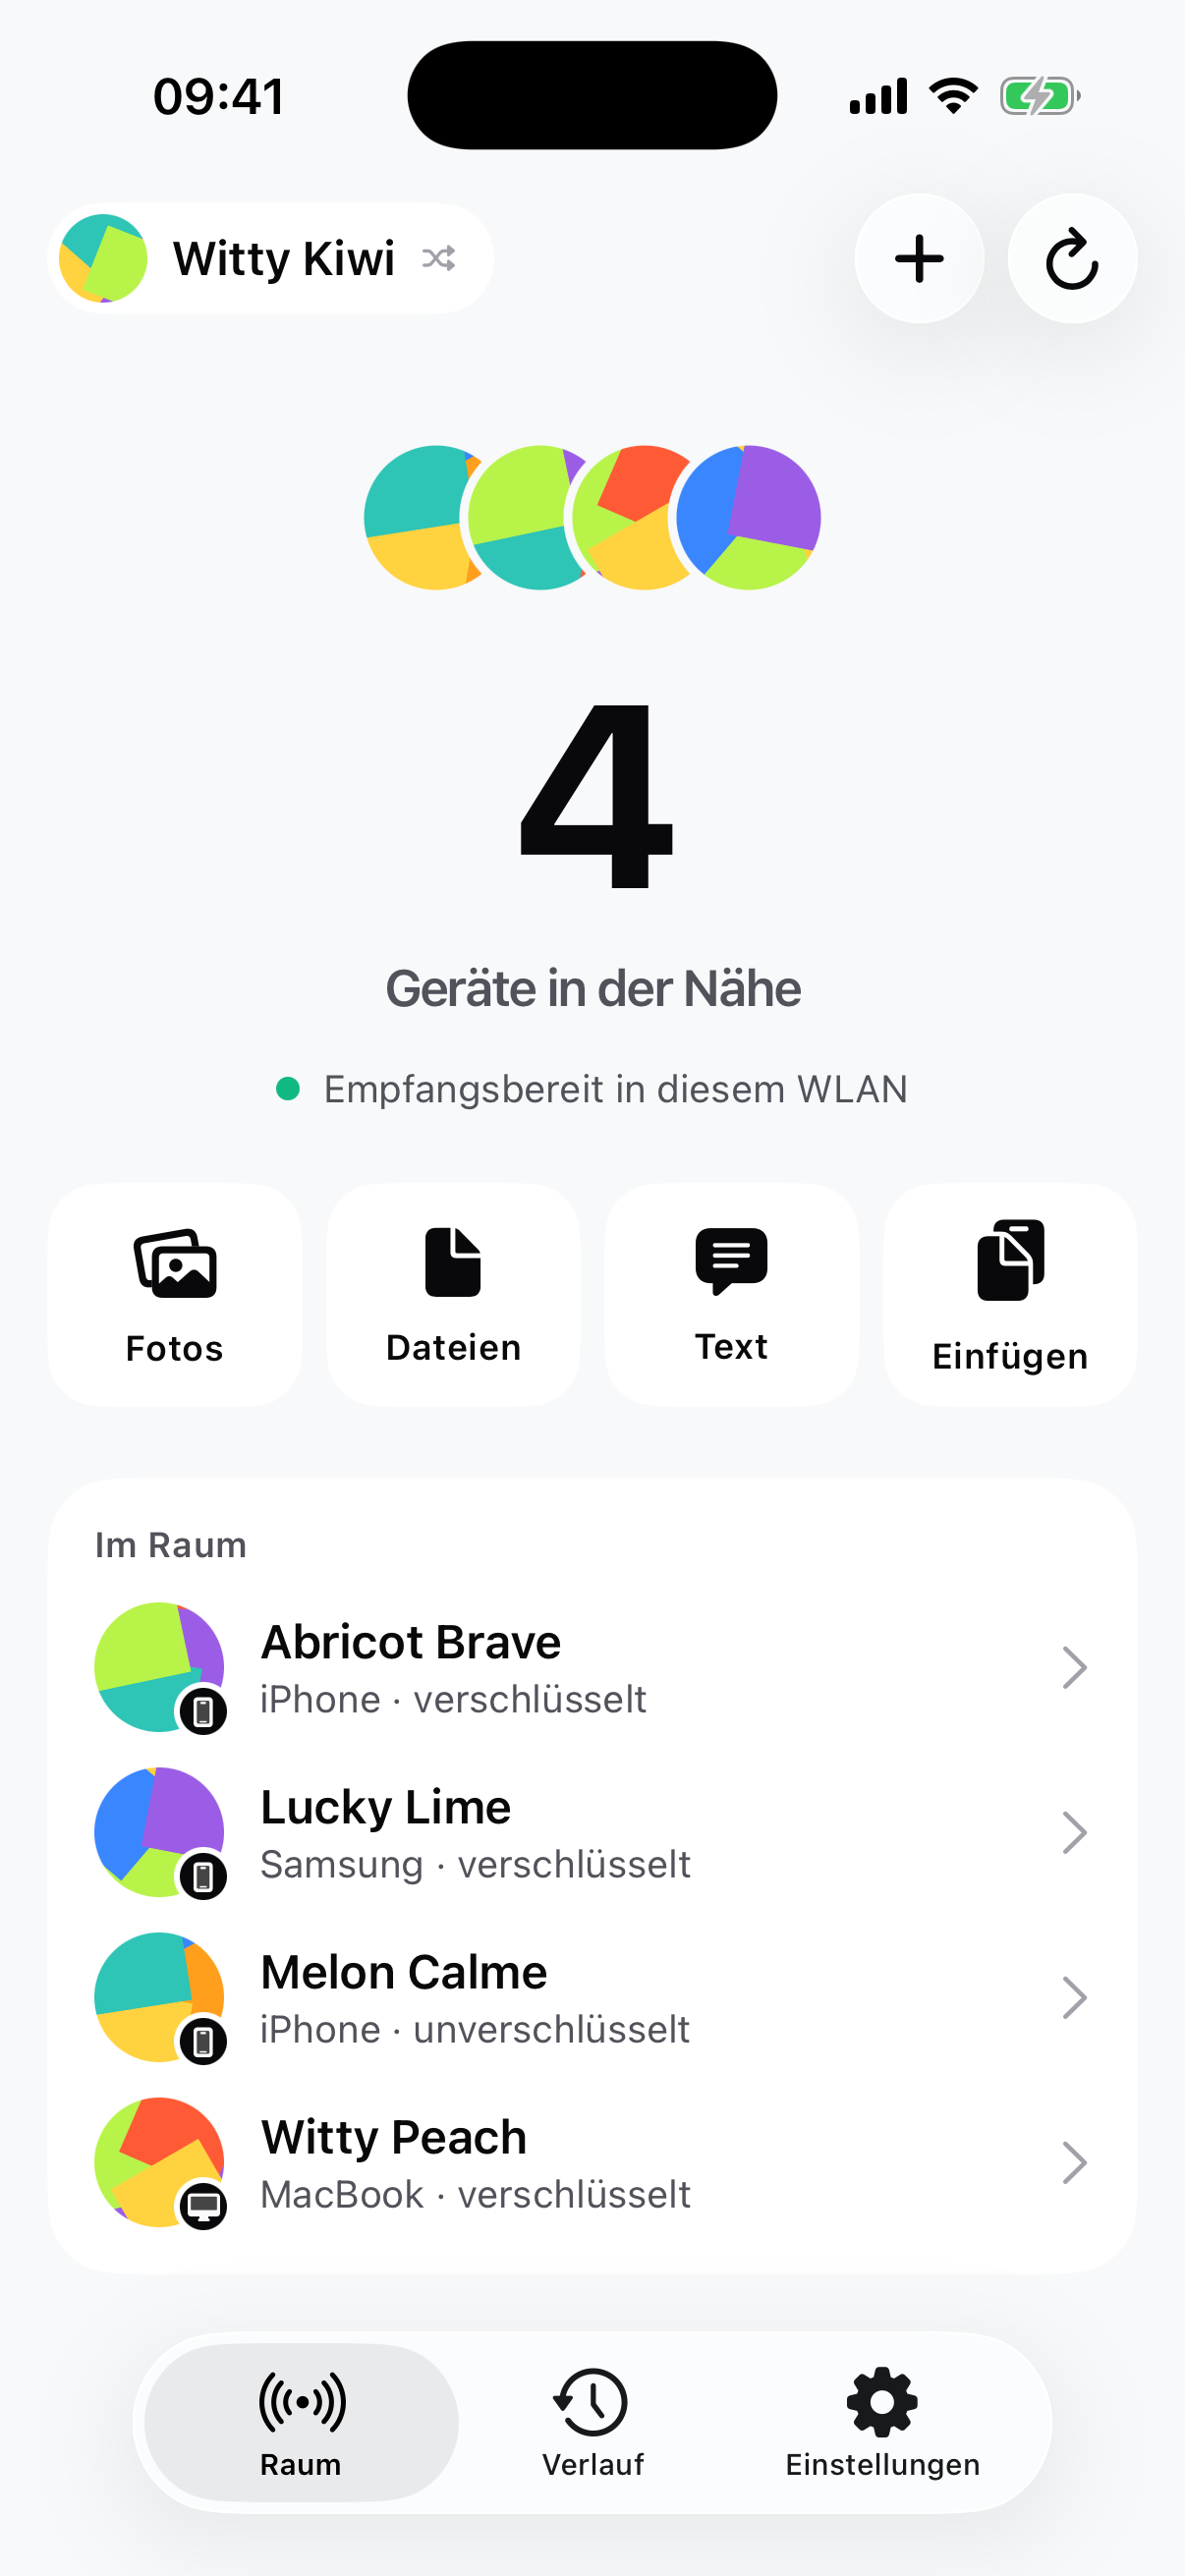 09:41
Witty Kiwi
4
Geräte in der Nähe
Empfangsbereit in diesem WLAN
Fotos
Dateien
Text
Einfügen
Im Raum
Abricot Brave
iPhone · verschlüsselt
Lucky Lime
Samsung · verschlüsselt
Melon Calme
iPhone · unverschlüsselt
Witty Peach
MacBook · verschlüsselt
Raum
Verlauf
Einstellungen